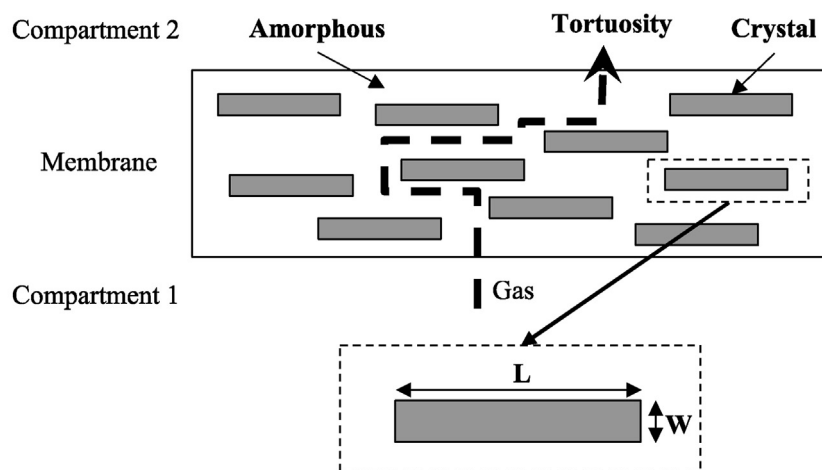 Compartment 2
Amorphous
Tortuosity
Crystal
Membrane
Compartment 1
Gas
L
W